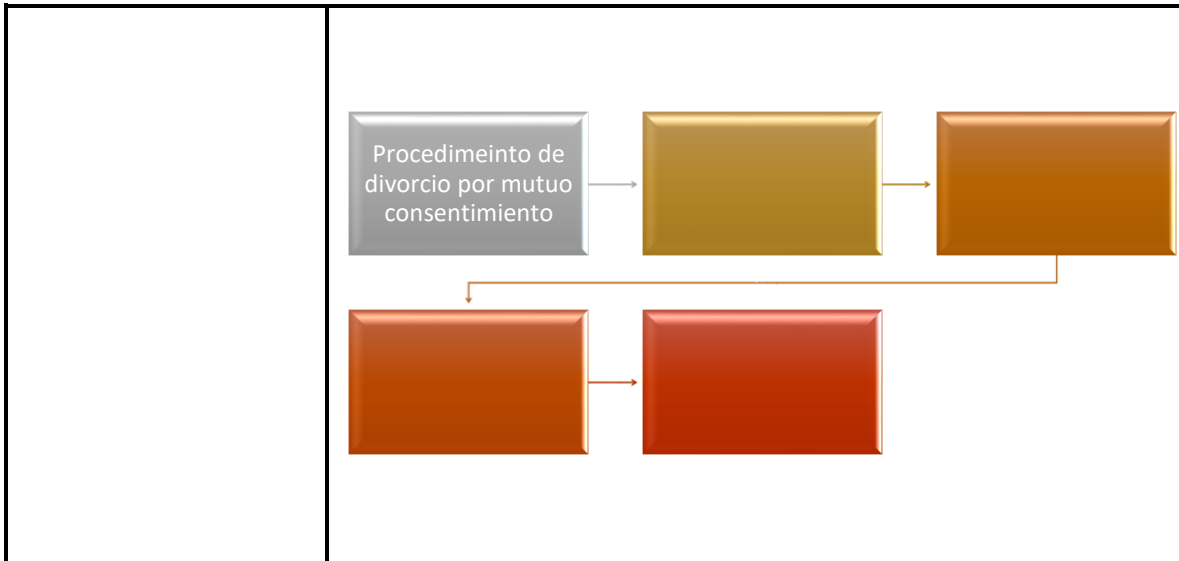 Procedimeinto de
divorcio por mutuo
consentimiento